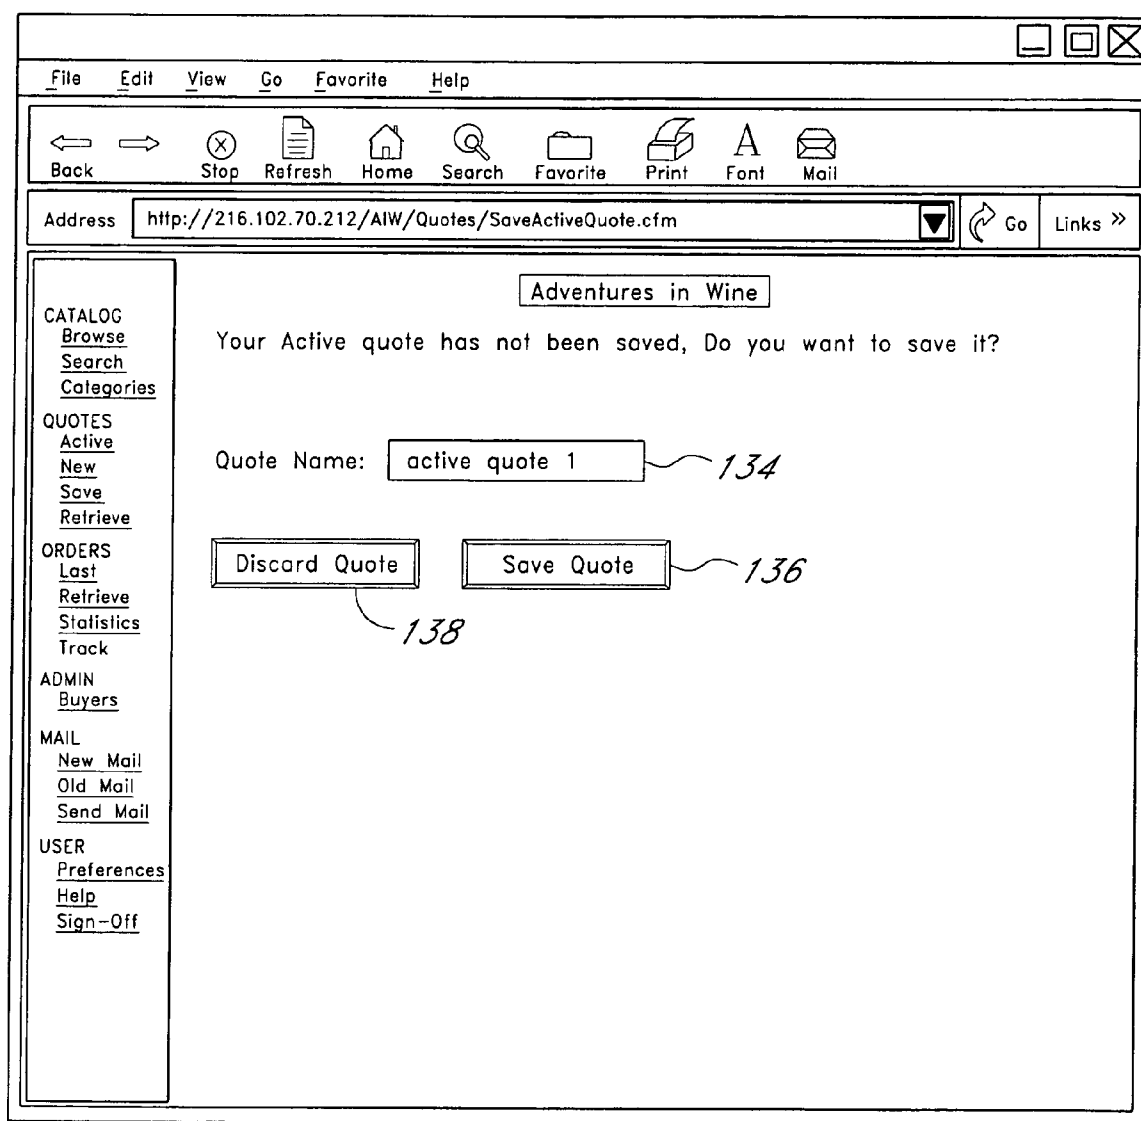 File Edit View Go Favorite Help
Back Stop Refresh Home Search Favorite Print Font Mail
Address http://216.102.70.212/AIW/Quotes/SaveActiveQuote.cfm Go Links »
CATALOG
Browse
Search
Categories
QUOTES
Active
New
Save
Retrieve
ORDERS
Last
Retrieve
Statistics
Track
ADMIN
Buyers
MAIL
New Mail
Old Mail
Send Mail
USER
Preferences
Help
Sign-Off
Adventures in Wine
Your Active quote has not been saved, Do you want to save it?
Quote Name: active quote 1 134
Discard Quote Save Quote 136
138